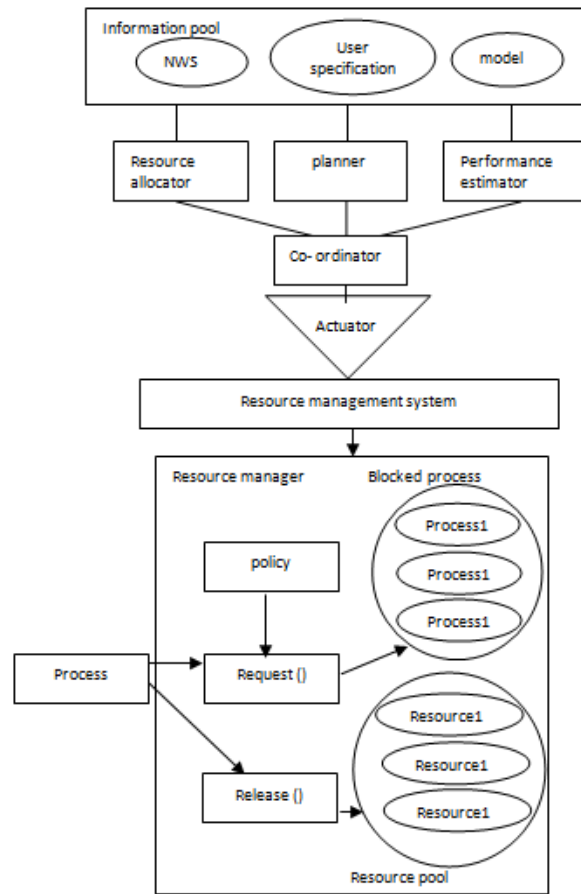 Information pool
NWS
User
specification
model
Resource
allocator
planner
Performance
estimator
Co- ordinator
Actuator
Resource management system
Resource manager
Blocked process
Process1
policy
Process1
Process1
Process
Request ()
Resource1
Resource1
Release ()
Resource1
Resource pool